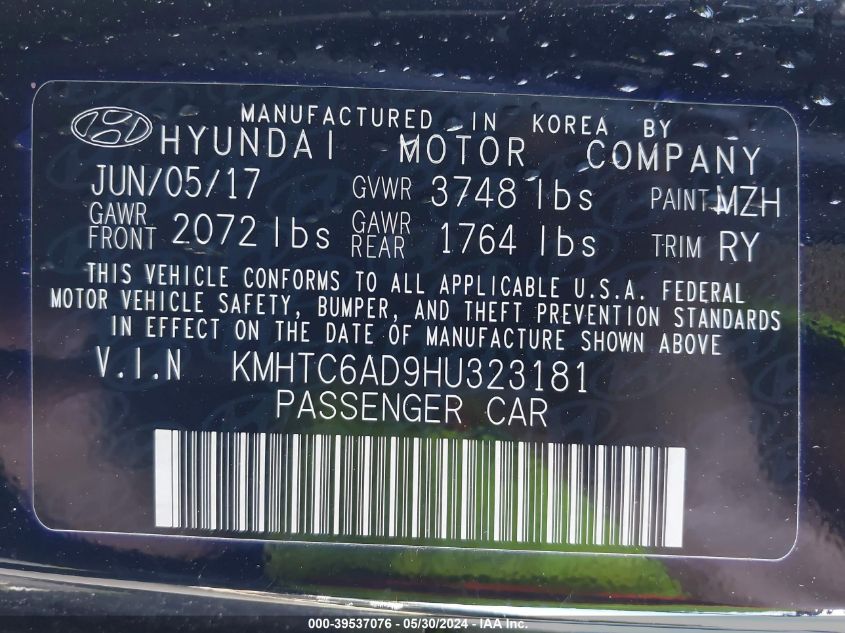 MANUFACTURED IN KOREA BY
HYUNDAI MOTOR COMPANY
JUN/05/17 GVWR 3748 lbs PAINT MZH
GAWR FRONT 2072 lbs GAWR REAR 1764 lbs TRIM RY
THIS VEHICLE CONFORMS TO ALL APPLICABLE U.S.A. FEDERAL
MOTOR VEHICLE SAFETY, BUMPER, AND THEFT PREVENTION STANDARDS
IN EFFECT ON THE DATE OF MANUFACTURE SHOWN ABOVE
V.I.N KMHTC6AD9HU323181
PASSENGER CAR
000-39537076 - 05/30/2024 - IAA Inc.